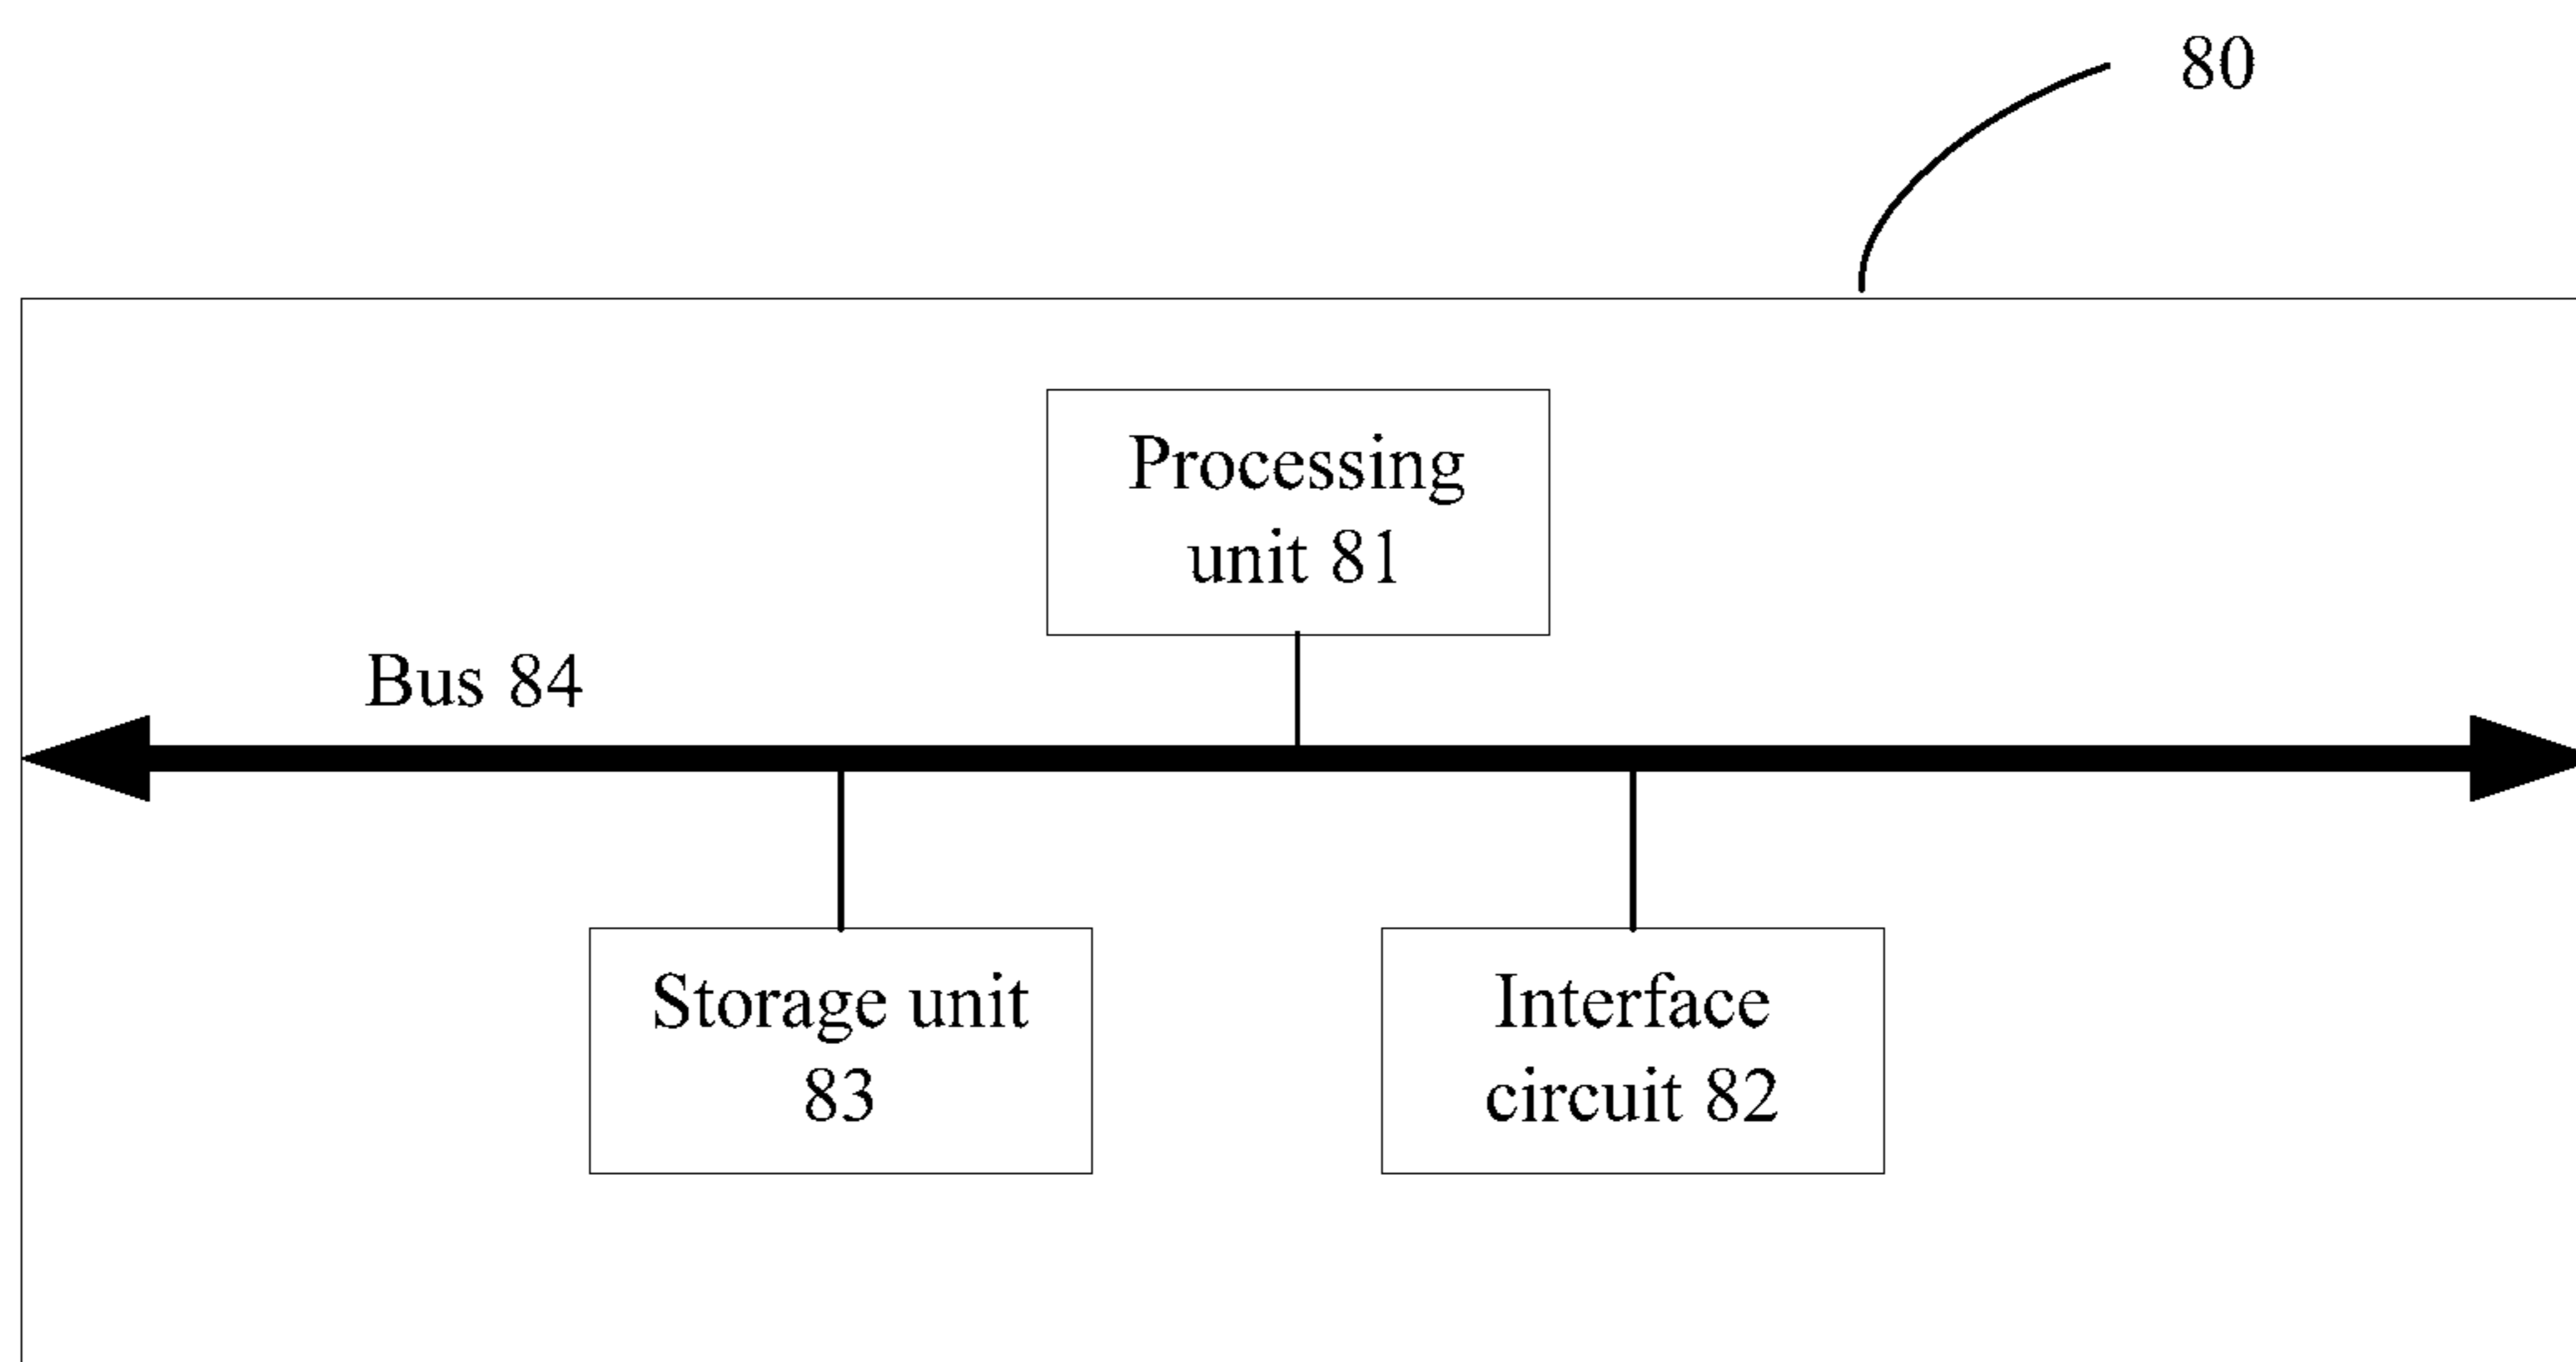 80
Processing
unit 81
Bus 84
Storage unit
83
Interface
circuit 82